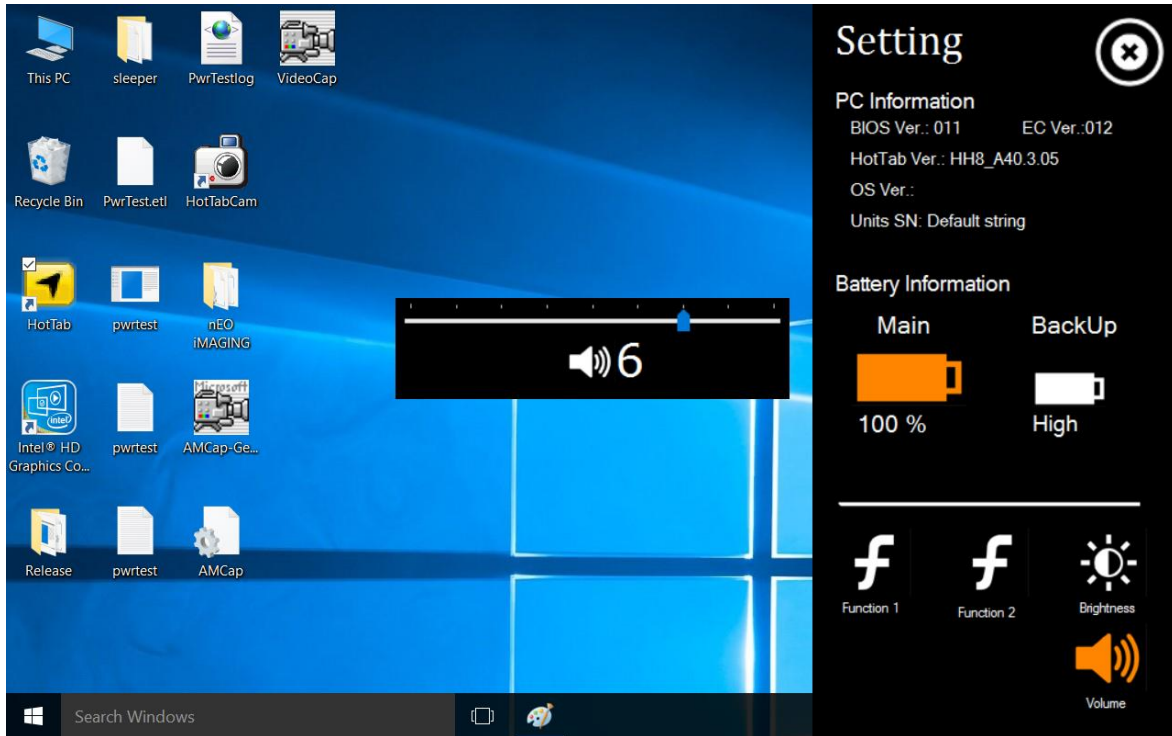 This PC
sleeper
PwrTestlog
VideoCap
Recycle Bin
PwrTest.etl
HotTabCam
HotTab
pwrtest
nEO
iMAGING
Microsoft
intel
Intel® HD
Graphics Co...
pwrtest
AMCap-Ge...
Release
pwrtest
AMCap
6
Search Windows
Setting
PC Information
BIOS Ver.: 011 EC Ver.:012
HotTab Ver.: HH8_A40.3.05
OS Ver.:
Units SN: Default string
Battery Information
Main BackUp
100 % High
Function 1 Function 2 Brightness
Volume